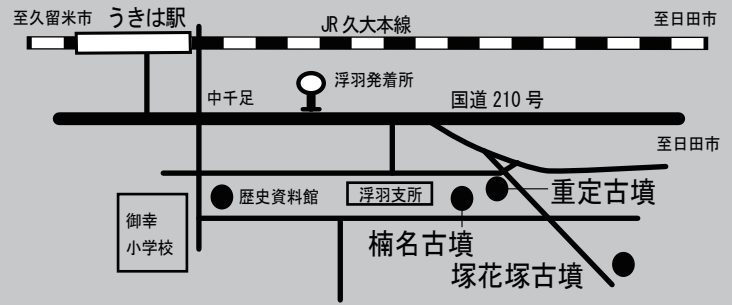 至久留米市
うきは駅
JR久大本線
至日田市
中千足
浮羽発着所
国道210号
至日田市
歴史資料館
浮羽支所
重定古墳
御幸
小学校
楠名古墳
塚花塚古墳